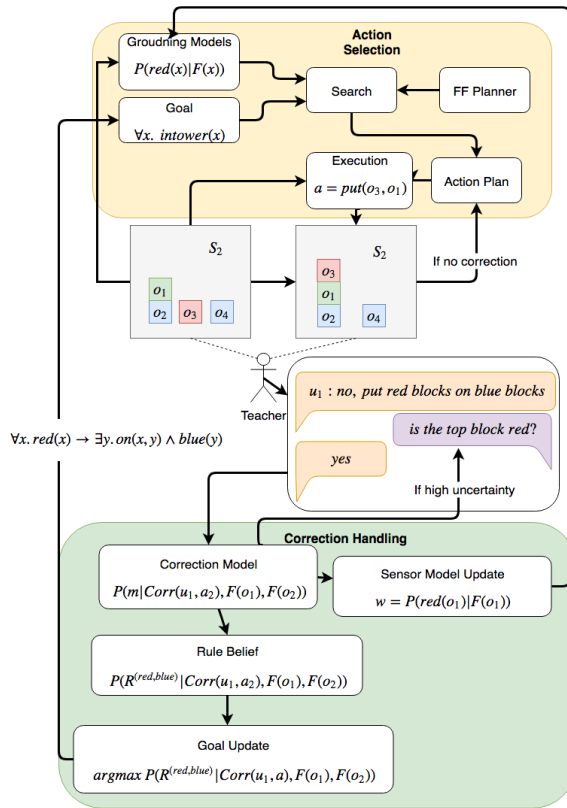 Action
Selection
Groudning Models
P(red(x)|F(x))
Goal
∀x. intower(x)
Search
FF Planner
Execution
a = put(o₃, o₁)
Action Plan
S₂
o₁
o₂ o₃ o₄
S₂
o₃
o₁
o₂ o₄
If no correction
Teacher
u₁ : no, put red blocks on blue blocks
is the top block red?
yes
If high uncertainty
∀x. red(x) → ∃y. on(x, y) ∧ blue(y)
Correction Handling
Correction Model
P(m|Corr(u₁, a₂), F(o₁), F(o₂))
Sensor Model Update
w = P(red(o₁)|F(o₁))
Rule Belief
P(R^(red,blue)|Corr(u₁, a₂), F(o₁), F(o₂))
Goal Update
argmax P(R^(red,blue)|Corr(u₁, a), F(o₁), F(o₂))